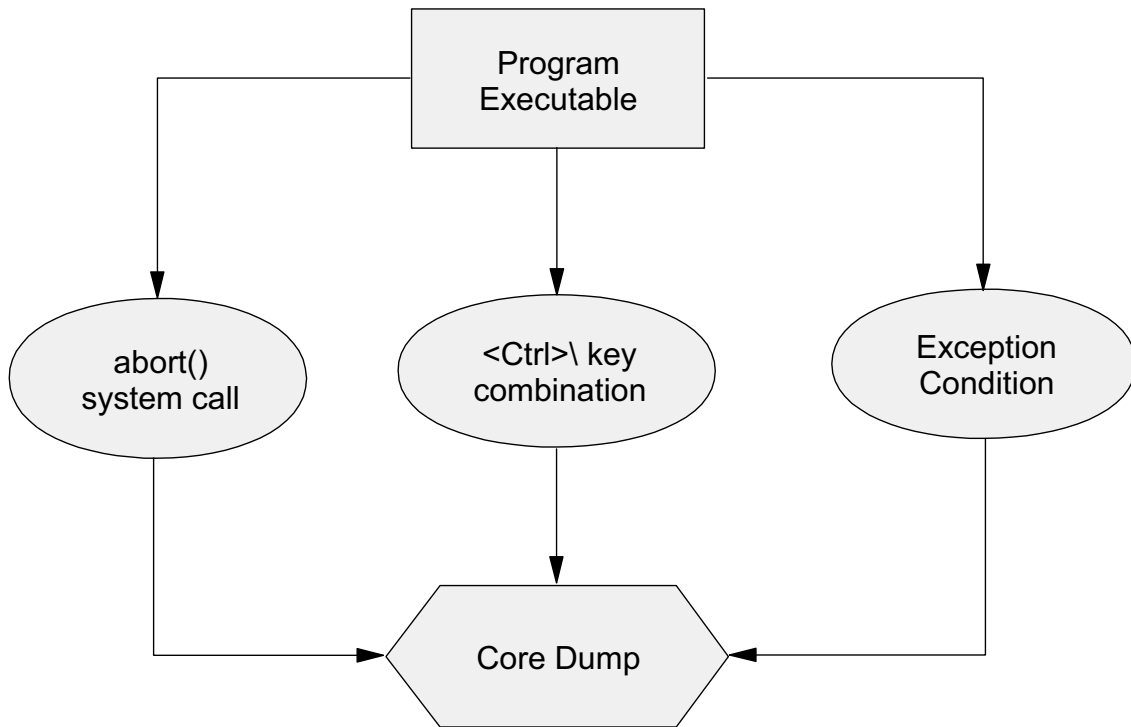 Program
Executable
abort()
system call
<Ctrl>\ key
combination
Exception
Condition
Core Dump